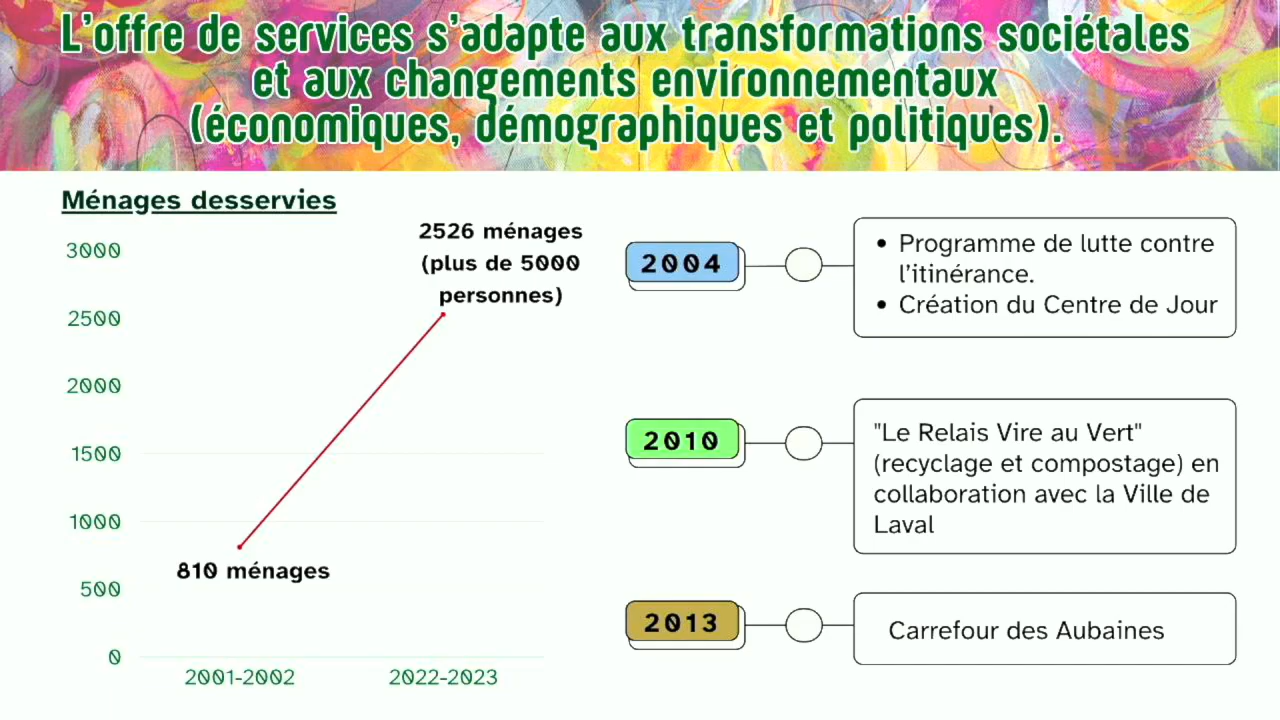 L'offre de services s'adapte aux transformations sociétales
et aux changements environnementaux
(économiques, démographiques et politiques).
Ménages desservies
3000
2500
2000
1500
1000
500
0
2526 ménages
(plus de 5000
personnes)
810 ménages
2001-2002
2022-2023
2004
• Programme de lutte contre
l'itinérance.
• Création du Centre de Jour
2010
"Le Relais Vire au Vert"
(recyclage et compostage) en
collaboration avec la Ville de
Laval
2013
Carrefour des Aubaines